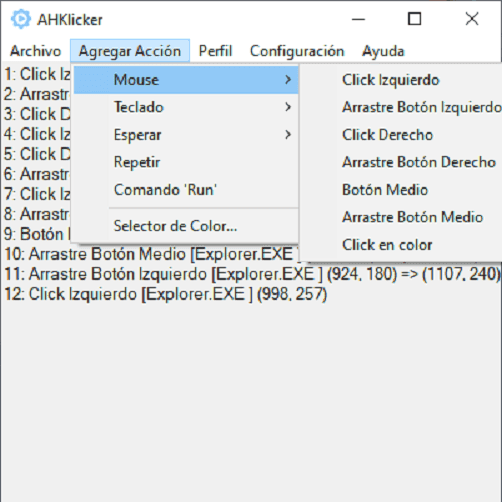 AHKlicker
Archivo Agregar Acción Perfil Configuración Ayuda
Mouse
Teclado
Esperar
Repetir
Comando 'Run'
Selector de Color...
Click Izquierdo
Arrastre Botón Izquierdo
Click Derecho
Arrastre Botón Derecho
Botón Medio
Arrastre Botón Medio
Click en color
1: Click
2: Arrastr
3: Click
4: Click
5: Click
6: Arrastr
7: Click
8: Arrastr
9: Botón
10: Arrastre Botón Medio [Explorer.EXE ]
11: Arrastre Botón Izquierdo [Explorer.EXE ] (924, 180) => (1107, 240)
12: Click Izquierdo [Explorer.EXE ] (998, 257)